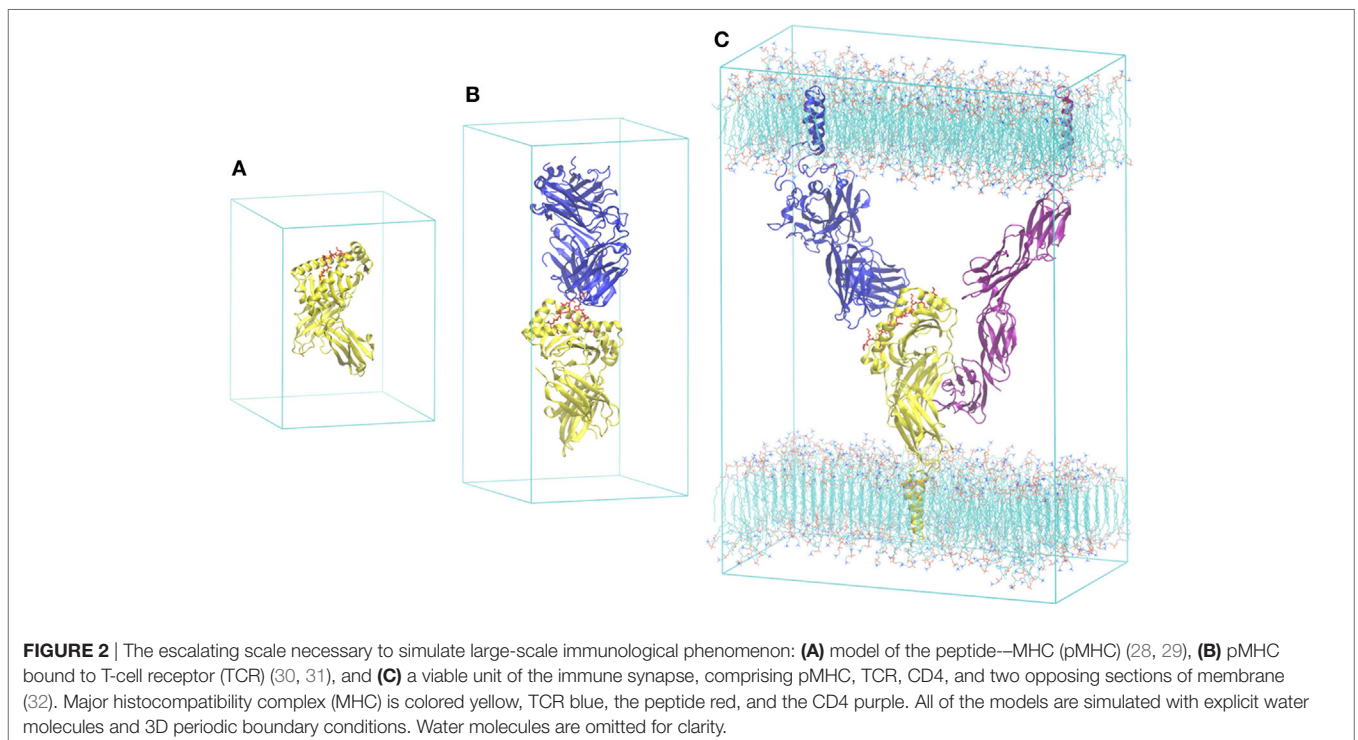 A
B
C
FIGURE 2 | The escalating scale necessary to simulate large-scale immunological phenomenon: (A) model of the peptide-–MHC (pMHC) (28, 29), (B) pMHC
bound to T-cell receptor (TCR) (30, 31), and (C) a viable unit of the immune synapse, comprising pMHC, TCR, CD4, and two opposing sections of membrane
(32). Major histocompatibility complex (MHC) is colored yellow, TCR blue, the peptide red, and the CD4 purple. All of the models are simulated with explicit water
molecules and 3D periodic boundary conditions. Water molecules are omitted for clarity.